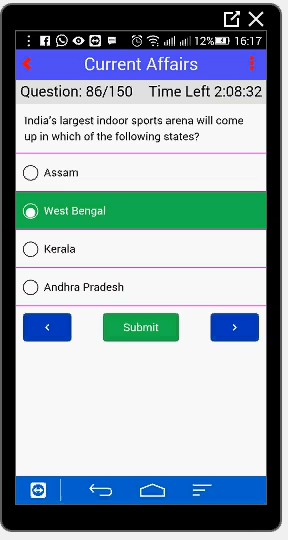 12% 16:17
Current Affairs
Question: 86/150 Time Left 2:08:32
India's largest indoor sports arena will come
up in which of the following states?
Assam
West Bengal
Kerala
Andhra Pradesh
< Submit >